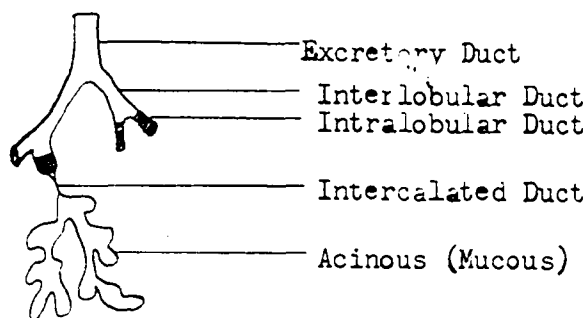 Excretory Duct
Interlobular Duct
Intralobular Duct
Intercalated Duct
Acinous (Mucous)